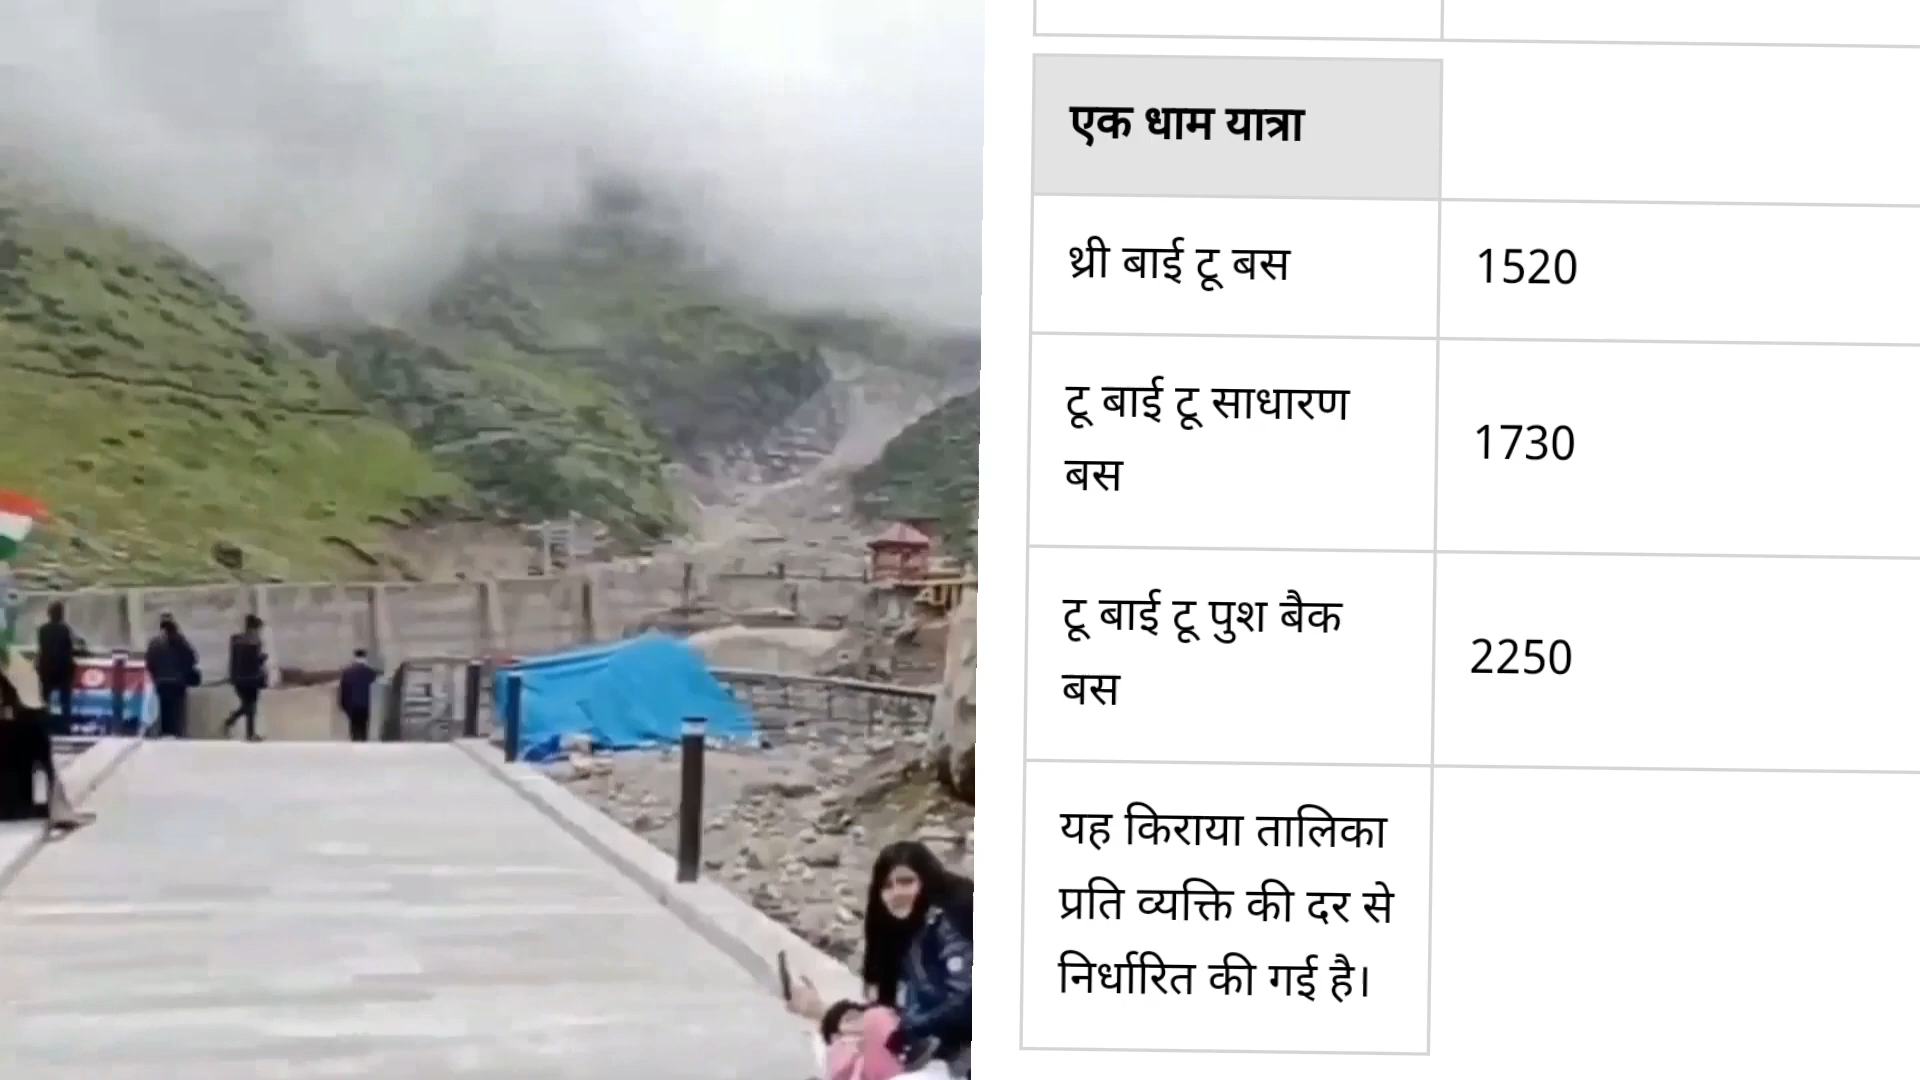 एक धाम यात्रा
थ्री बाई टू बस
1520
टू बाई टू साधारण
बस
1730
टू बाई टू पुश बैक
बस
2250
यह किराया तालिका
प्रति व्यक्ति की दर से
निर्धारित की गई है।